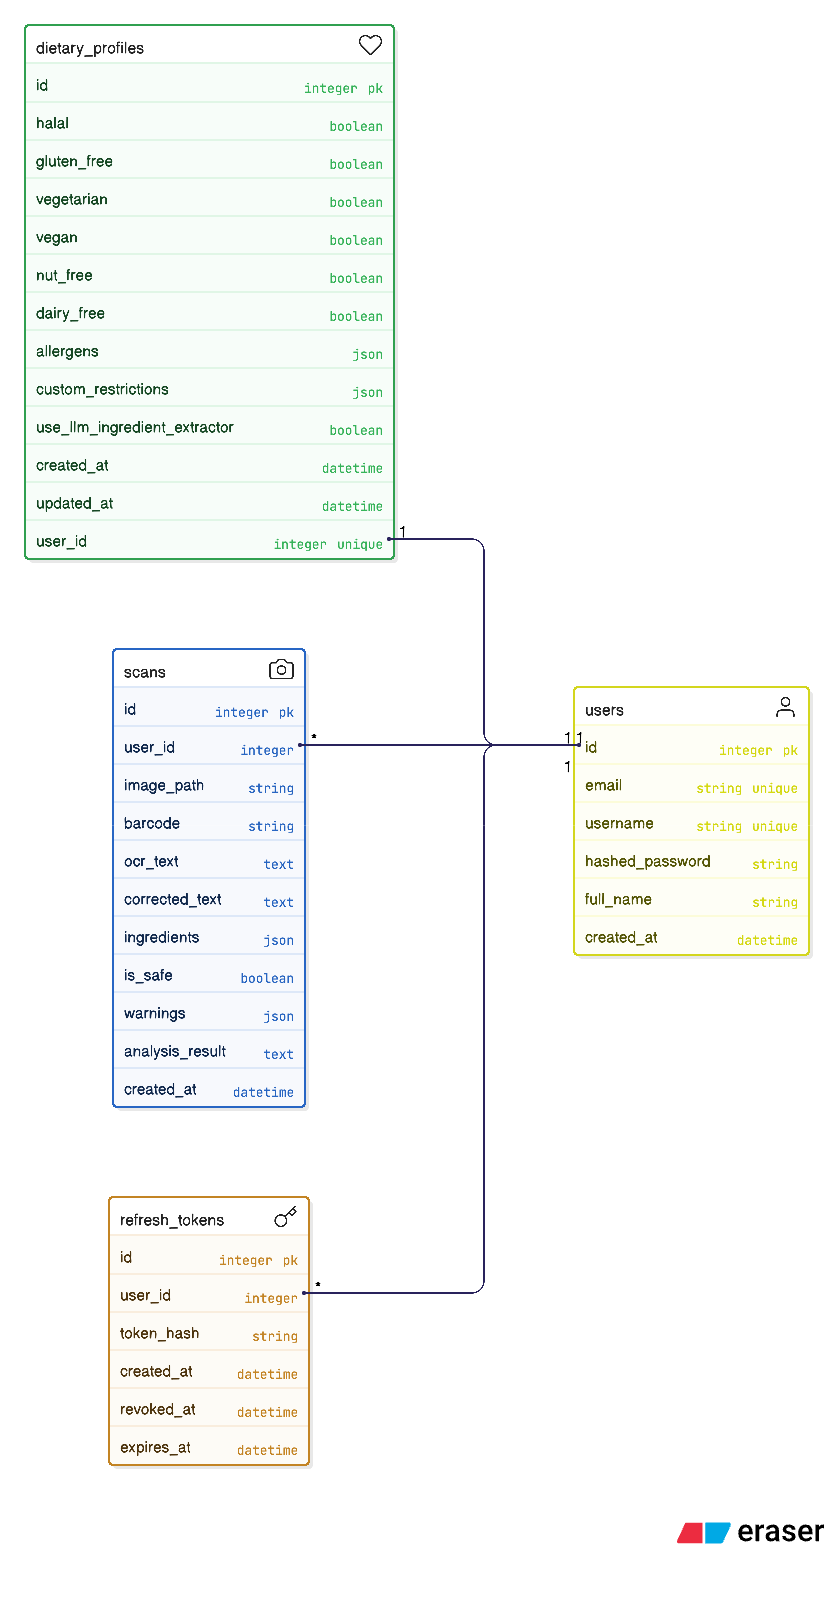 dietary_profiles
id integer pk
halal boolean
gluten_free boolean
vegetarian boolean
vegan boolean
nut_free boolean
dairy_free boolean
allergens json
custom_restrictions json
use_llm_ingredient_extractor boolean
created_at datetime
updated_at datetime
user_id integer unique
1
scans
id integer pk
user_id integer
*
image_path string
barcode string
ocr_text text
corrected_text text
ingredients json
is_safe boolean
warnings json
analysis_result text
created_at datetime
users
1 1
id integer pk
1
email string unique
username string unique
hashed_password string
full_name string
created_at datetime
refresh_tokens
id integer pk
user_id integer
*
token_hash string
created_at datetime
revoked_at datetime
expires_at datetime
eraser